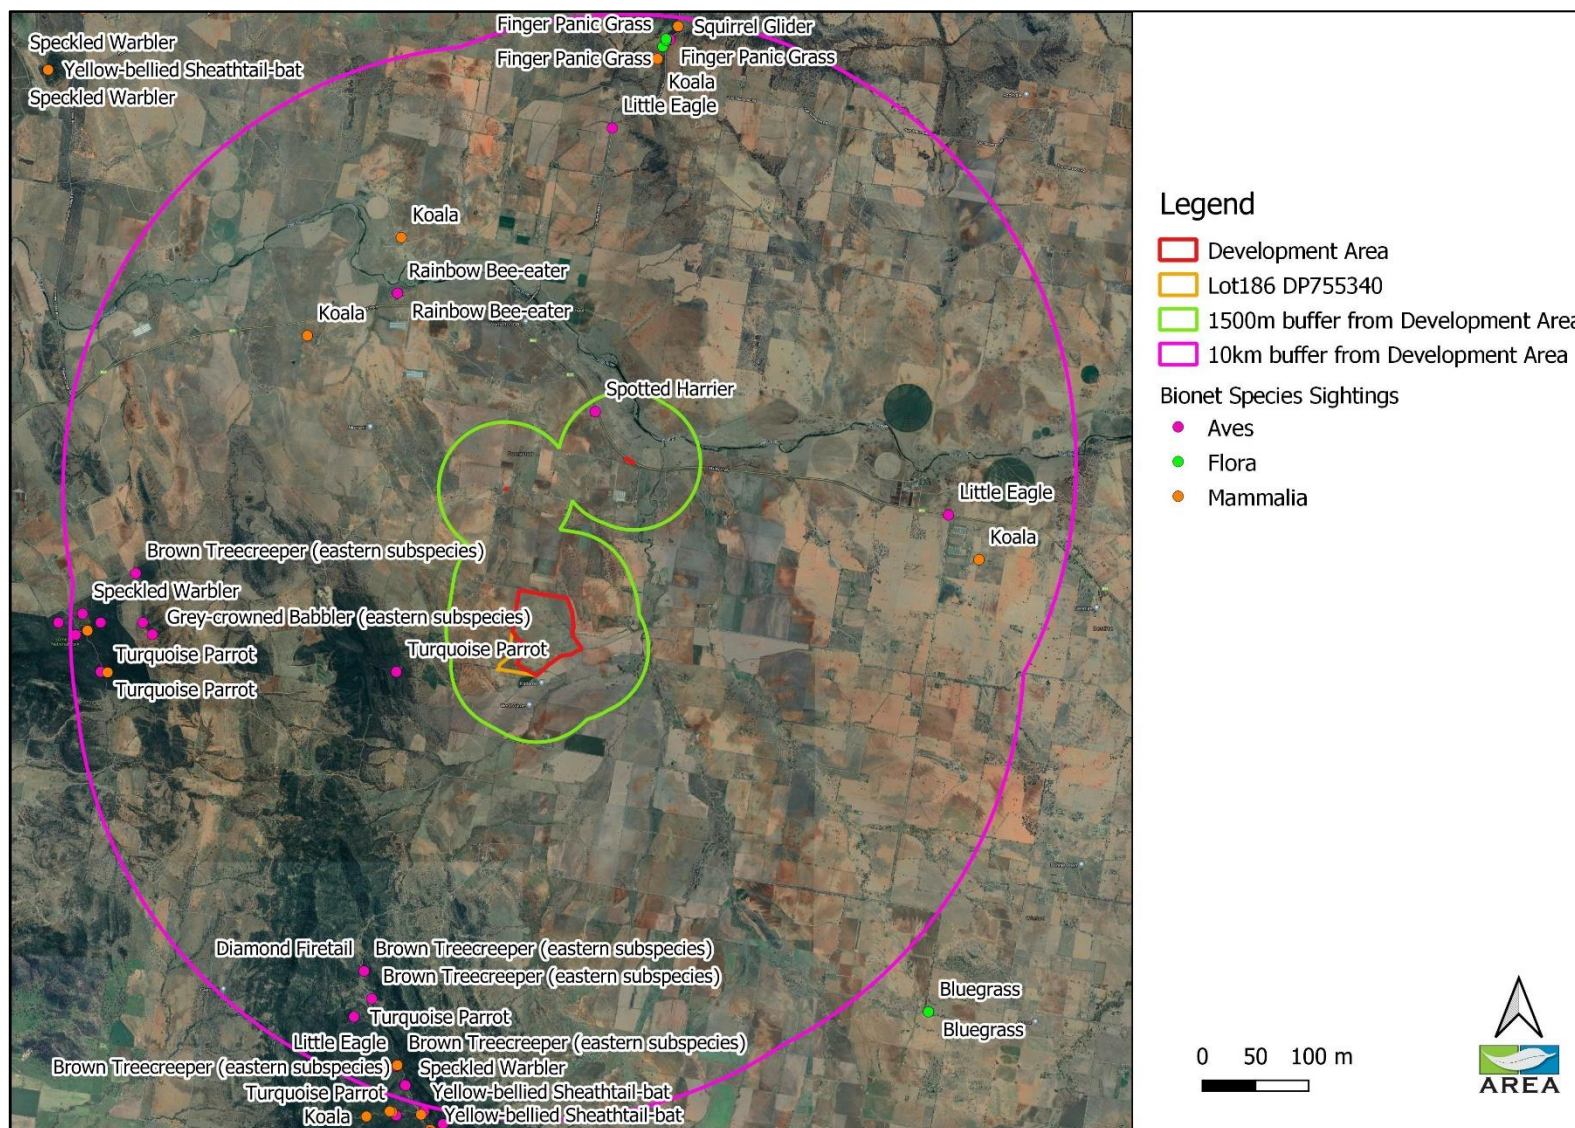 Finger Panic Grass
Squirrel Glider
Speckled Warbler
Yellow-bellied Sheathtail-bat
Speckled Warbler
Finger Panic Grass
Finger Panic Grass
Koala
Little Eagle
Koala
Rainbow Bee-eater
Rainbow Bee-eater
Koala
Spotted Harrier
Little Eagle
Koala
Brown Treecreeper (eastern subspecies)
Speckled Warbler
Grey-crowned Babbler (eastern subspecies)
Turquoise Parrot
Turquoise Parrot
Turquoise Parrot
Diamond Firetail
Brown Treecreeper (eastern subspecies)
Brown Treecreeper (eastern subspecies)
Turquoise Parrot
Little Eagle
Brown Treecreeper (eastern subspecies)
Brown Treecreeper (eastern subspecies)
Speckled Warbler
Turquoise Parrot
Yellow-bellied Sheathtail-bat
Koala
Yellow-bellied Sheathtail-bat
Bluegrass
Bluegrass
Legend
Development Area
Lot186 DP755340
1500m buffer from Development Area
10km buffer from Development Area
Bionet Species Sightings
Aves
Flora
Mammalia
0 50 100 m
AREA